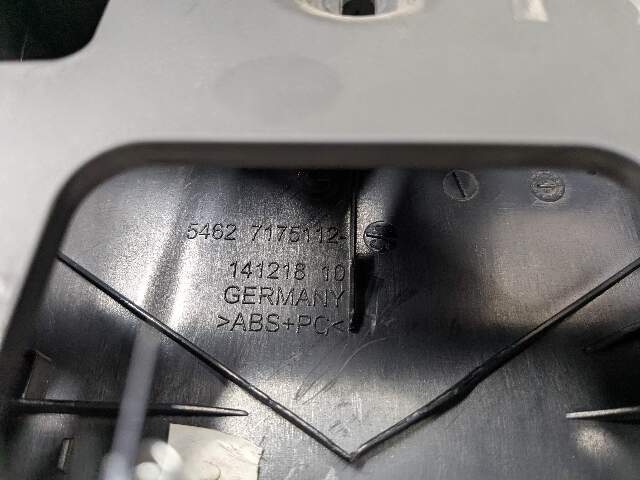 5462 7175112-
141218 10
GERMANY
>ABS+PC<